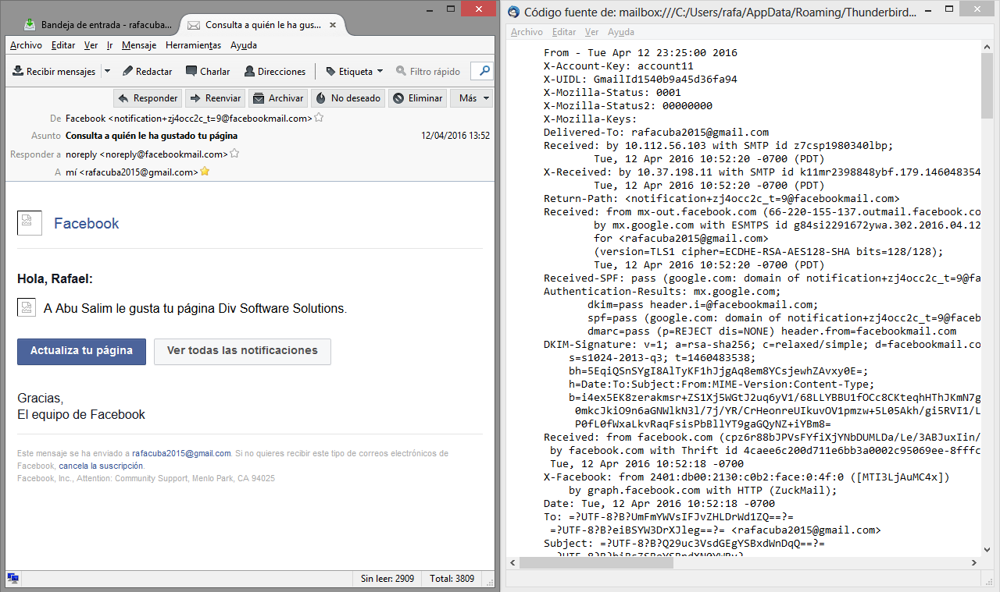 Bandeja de entrada - rafacuba...
Consulta a quién le ha gus...
Archivo Editar Ver Ir Mensaje Herramientas Ayuda
Recibir mensajes Redactar Charlar Direcciones Etiqueta Filtro rápido
Responder Reenviar Archivar No deseado Eliminar Más
De Facebook <notification+zj4occ2c_t=9@facebookmail.com>
Asunto Consulta a quién le ha gustado tu página 12/04/2016 13:52
Responder a noreply <noreply@facebookmail.com>
A mí <rafacuba2015@gmail.com>
Facebook
Hola, Rafael:
A Abu Salim le gusta tu página Div Software Solutions.
Actualiza tu página Ver todas las notificaciones
Gracias,
El equipo de Facebook
Este mensaje se ha enviado a rafacuba2015@gmail.com. Si no quieres recibir este tipo de correos electrónicos de
Facebook, cancela la suscripción.
Facebook, Inc., Attention: Community Support, Menlo Park, CA 94025
Sin leer: 2909 Total: 3809
Código fuente de: mailbox:///C:/Users/rafa/AppData/Roaming/Thunderbird...
Archivo Editar Ver Ayuda
From - Tue Apr 12 23:25:00 2016
X-Account-Key: account11
X-UIDL: GmailId1540b9a45d36fa94
X-Mozilla-Status: 0001
X-Mozilla-Status2: 00000000
X-Mozilla-Keys:
Delivered-To: rafacuba2015@gmail.com
Received: by 10.112.56.103 with SMTP id z7csp1980340lbp;
Tue, 12 Apr 2016 10:52:20 -0700 (PDT)
X-Received: by 10.37.198.11 with SMTP id k11mr2398848ybf.179.146048354
Tue, 12 Apr 2016 10:52:20 -0700 (PDT)
Return-Path: <notification+zj4occ2c_t=9@facebookmail.com>
Received: from mx-out.facebook.com (66-220-155-137.outmail.facebook.co
by mx.google.com with ESMTPS id g84si2291672ywa.302.2016.04.12
for <rafacuba2015@gmail.com>
(version=TLS1 cipher=ECDHE-RSA-AES128-SHA bits=128/128);
Tue, 12 Apr 2016 10:52:20 -0700 (PDT)
Received-SPF: pass (google.com: domain of notification+zj4occ2c_t=9@fa
Authentication-Results: mx.google.com;
dkim=pass header.i=@facebookmail.com;
spf=pass (google.com: domain of notification+zj4occ2c_t=9@faceb
dmarc=pass (p=REJECT dis=NONE) header.from=facebookmail.com
DKIM-Signature: v=1; a=rsa-sha256; c=relaxed/simple; d=facebookmail.co
s=s1024-2013-q3; t=1460483538;
bh=5EqiQSnSYgI8AlTyKF1hJjgAq8em8YCsjewhZAvxy0E=;
h=Date:To:Subject:From:MIME-Version:Content-Type;
b=i4ex5EK8zerakmsr+ZS1Xj5WGtJ2uq6yV1/68LLYBBU1fOCc8CKteqhHThJKmN7g
0mkcJkiO9n6aGNWlkN3l/7j/YR/CrHeonreUIkuvOV1pmzw+5L05Akh/gi5RVI1/L
P0fL0fWxaLkvRaqFsisPbBllYT9gaGQyNZ+iYBm8=
Received: from facebook.com (cpz6r88bJPVsFYfiXjYNbDUMLDa/Le/3ABJuxIin/
by facebook.com with Thrift id 4caee6c200d711e6bb3a0002c95069ee-8fffc
Tue, 12 Apr 2016 10:52:18 -0700
X-Facebook: from 2401:db00:2130:c0b2:face:0:4f:0 ([MTI3LjAuMC4x])
by graph.facebook.com with HTTP (ZuckMail);
Date: Tue, 12 Apr 2016 10:52:18 -0700
To: =?UTF-8?B?UmFmYWVsIFJvZHLDrWd1ZQ==?=
=?UTF-8?B?eiBSYW3DrXJleg==?= <rafacuba2015@gmail.com>
Subject: =?UTF-8?B?Q29uc3VsdGEgYSBxdWnDqQ==?=